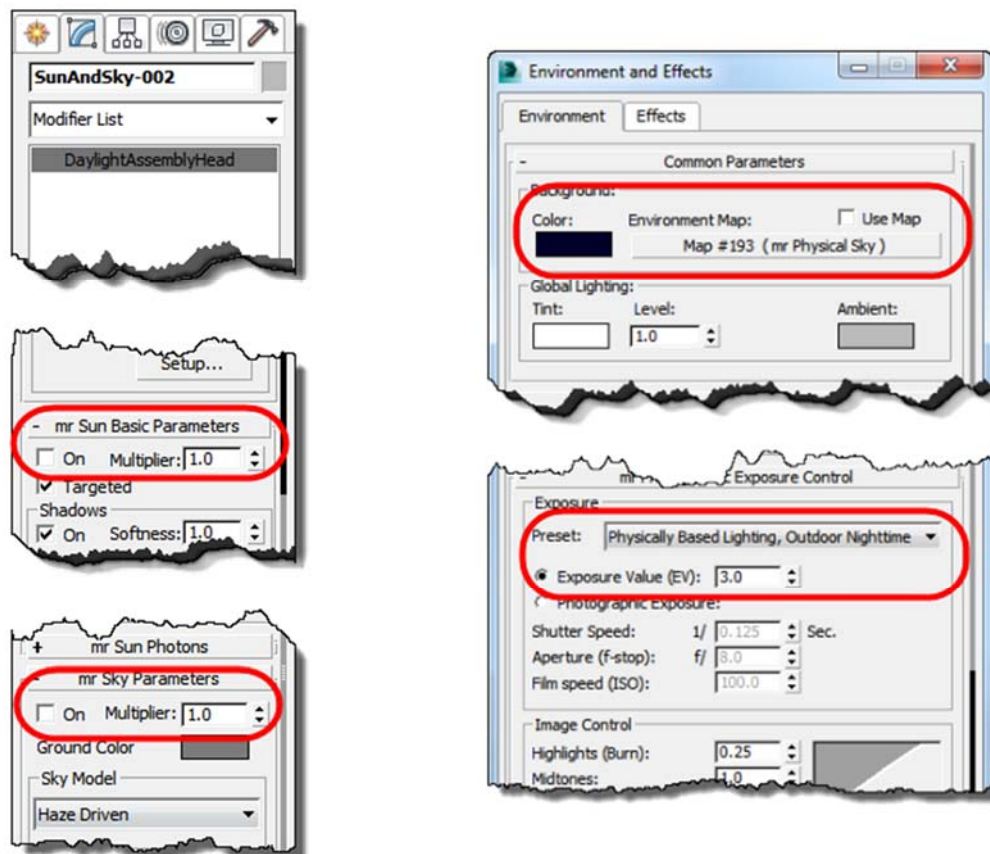 SunAndSky-002
Modifier List
DaylightAssemblyHead
Setup...
- mr Sun Basic Parameters
On Multiplier: 1.0
Targeted
Shadows
On Softness: 1.0
+ mr Sun Photons
- mr Sky Parameters
On Multiplier: 1.0
Ground Color
Sky Model
Haze Driven
Environment and Effects
Environment Effects
- Common Parameters
Background:
Color: Environment Map: Use Map
Map #193 ( mr Physical Sky )
Global Lighting:
Tint: Level: Ambient:
1.0
Exposure Control
Exposure
Preset: Physically Based Lighting, Outdoor Nighttime
Exposure Value (EV): 3.0
Photographic Exposure:
Shutter Speed: 1/ 0.125 Sec.
Aperture (f-stop): f/ 8.0
Film speed (ISO): 100.0
Image Control
Highlights (Burn): 0.25
Midtones: 1.0